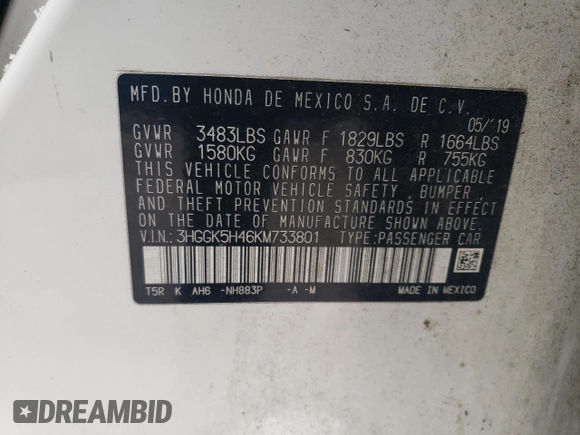 MFD.BY HONDA DE MEXICO S.A. DE C.V.
05/'19
GVWR 3483LBS GAWR F 1829LBS R 1664LBS
GVWR 1580KG GAWR F 830KG R 755KG
THIS VEHICLE CONFORMS TO ALL APPLICABLE
FEDERAL MOTOR VEHICLE SAFETY, BUMPER,
AND THEFT PREVENTION STANDARDS IN EFFECT
ON THE DATE OF MANUFACTURE SHOWN ABOVE.
V.I.N.: 3HGGK5H46KM733801 TYPE:PASSENGER CAR
T5R K AH6 -NH883P -A -M MADE IN MEXICO
DREAMBID